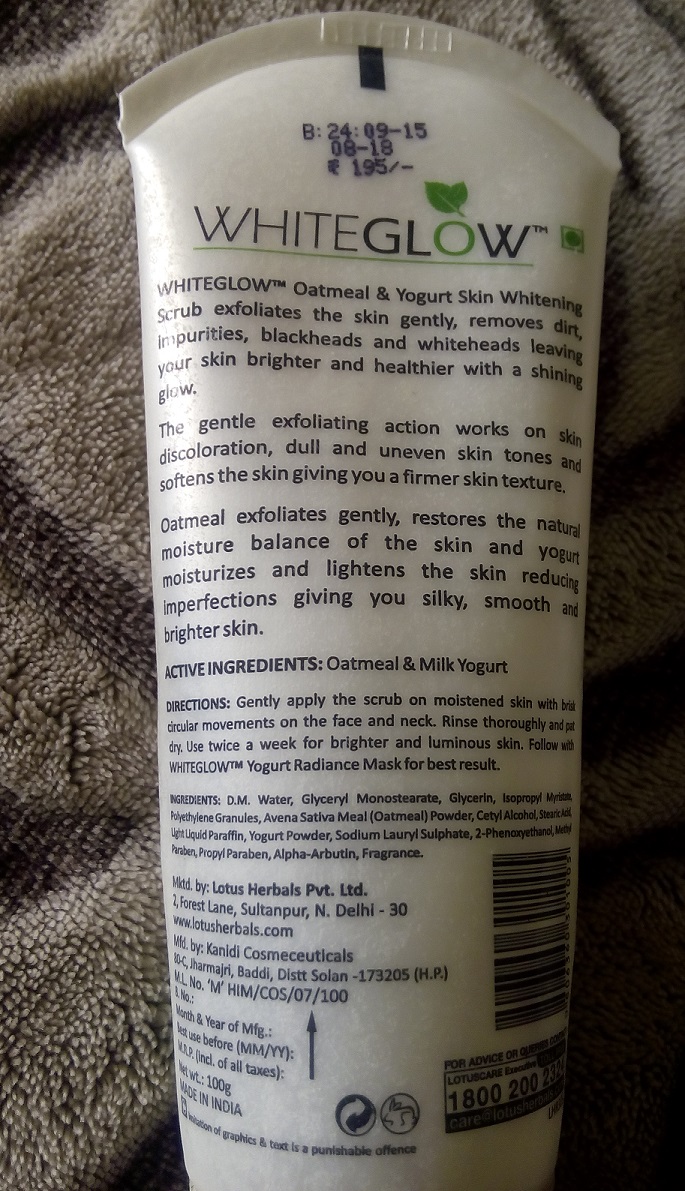 B: 24:09-15
08-18
₹ 195/-
WHITEGLOW™
WHITEGLOW™ Oatmeal & Yogurt Skin Whitening
Scrub exfoliates the skin gently, removes dirt,
impurities, blackheads and whiteheads leaving
your skin brighter and healthier with a shining
glow.
The gentle exfoliating action works on skin
discoloration, dull and uneven skin tones and
softens the skin giving you a firmer skin texture.
Oatmeal exfoliates gently, restores the natural
moisture balance of the skin and yogurt
moisturizes and lightens the skin reducing
imperfections giving you silky, smooth and
brighter skin.
ACTIVE INGREDIENTS: Oatmeal & Milk Yogurt
DIRECTIONS: Gently apply the scrub on moistened skin with brisk
circular movements on the face and neck. Rinse thoroughly and pat
dry. Use twice a week for brighter and luminous skin. Follow with
WHITEGLOW™ Yogurt Radiance Mask for best result.
INGREDIENTS: D.M. Water, Glyceryl Monostearate, Glycerin, Isopropyl Myristate,
Polyethylene Granules, Avena Sativa Meal (Oatmeal) Powder, Cetyl Alcohol, Stearic Acid,
Light Liquid Paraffin, Yogurt Powder, Sodium Lauryl Sulphate, 2-Phenoxyethanol, Methyl
Paraben, Propyl Paraben, Alpha-Arbutin, Fragrance.
Mktd. by: Lotus Herbals Pvt. Ltd.
2, Forest Lane, Sultanpur, N. Delhi - 30
www.lotusherbals.com
Mfd. by: Kanidi Cosmeceuticals
80-C, Jharmajri, Baddi, Distt Solan -173205 (H.P.)
M.L. No. 'M' HIM/COS/07/100
B. No.:
Month & Year of Mfg.:
Best use before (MM/YY):
M.R.P. (incl. of all taxes):
Net wt.: 100g
MADE IN INDIA
of graphics & text is a punishable offence
FOR ADVICE OR QUERIES
LOTUSCARE Executive
1800 200
care@lotusherbals